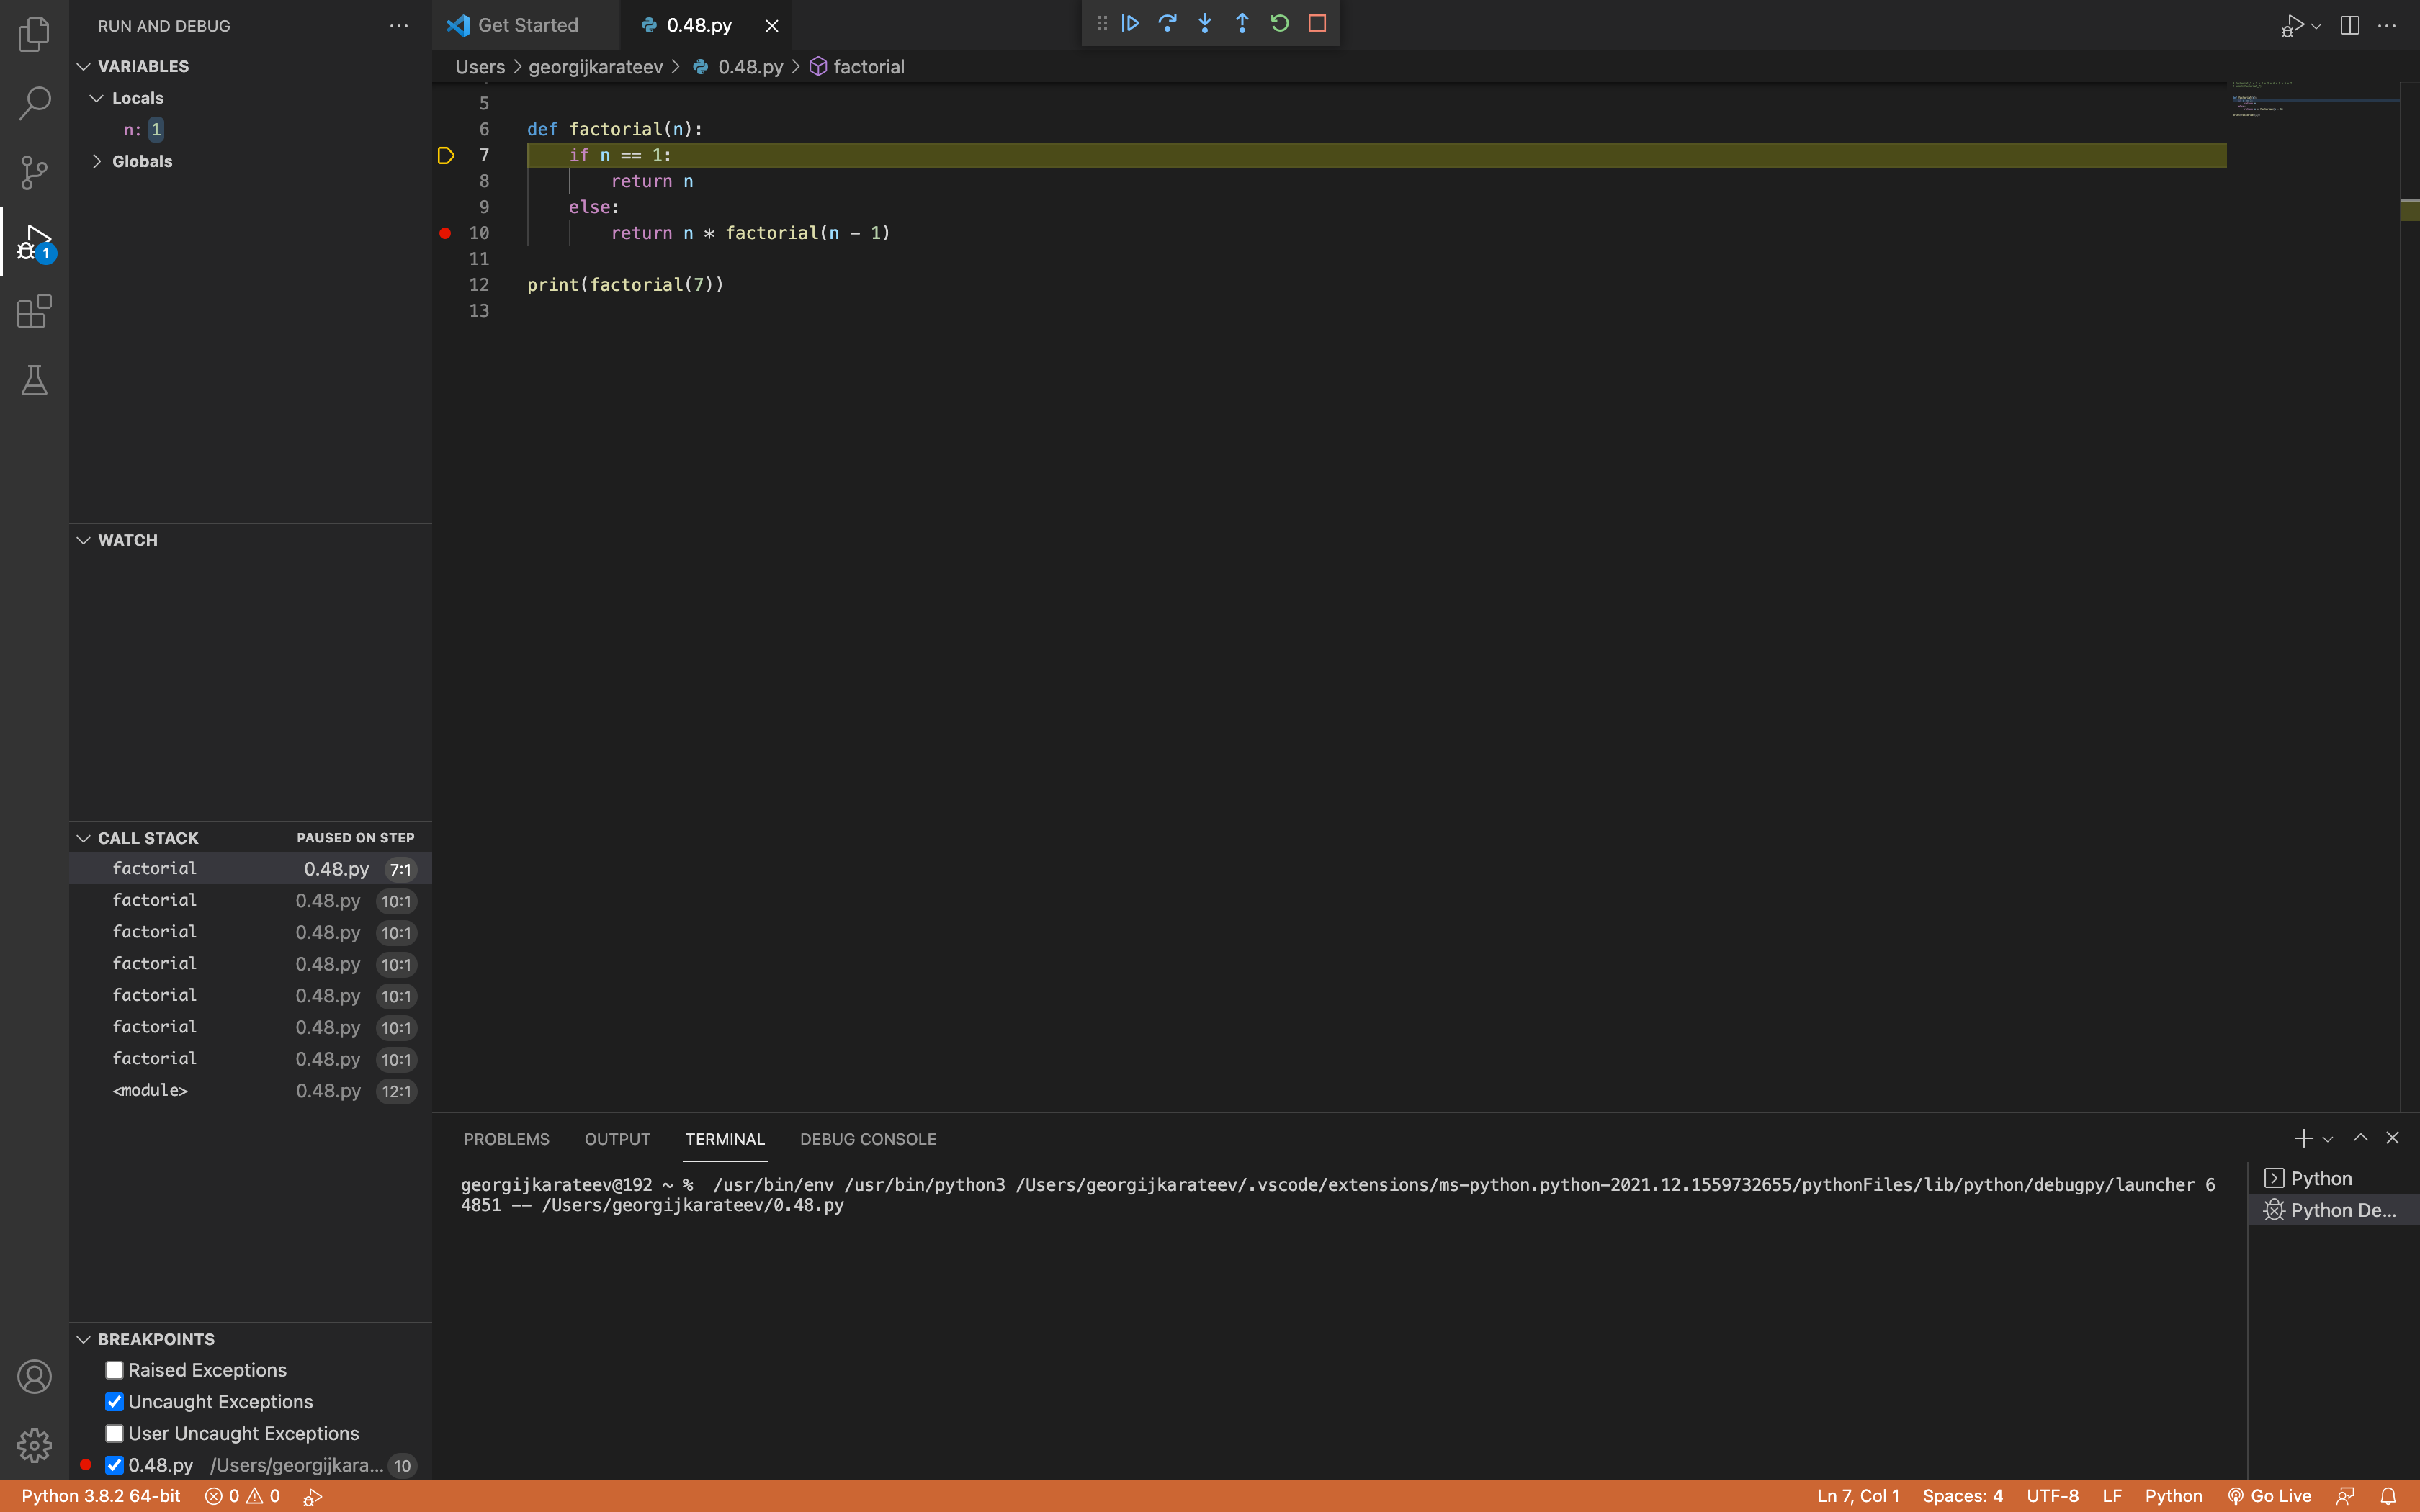 RUN AND DEBUG
VARIABLES
Locals
n: 1
Globals
WATCH
CALL STACK PAUSED ON STEP
factorial 0.48.py 7:1
factorial 0.48.py 10:1
factorial 0.48.py 10:1
factorial 0.48.py 10:1
factorial 0.48.py 10:1
factorial 0.48.py 10:1
factorial 0.48.py 10:1
<module> 0.48.py 12:1
BREAKPOINTS
Raised Exceptions
Uncaught Exceptions
User Uncaught Exceptions
0.48.py /Users/georgijkara... 10
1
Get Started 0.48.py
Users > georgijkarateev > 0.48.py > factorial
5
6 def factorial(n):
7     if n == 1:
8         return n
9     else:
10         return n * factorial(n - 1)
11
12 print(factorial(7))
13
PROBLEMS OUTPUT TERMINAL DEBUG CONSOLE
georgijkarateev@192 ~ %  /usr/bin/env /usr/bin/python3 /Users/georgijkarateev/.vscode/extensions/ms-python.python-2021.12.1559732655/pythonFiles/lib/python/debugpy/launcher 6
4851 -- /Users/georgijkarateev/0.48.py
Python
Python De...
Python 3.8.2 64-bit 0 0 Ln 7, Col 1 Spaces: 4 UTF-8 LF Python Go Live